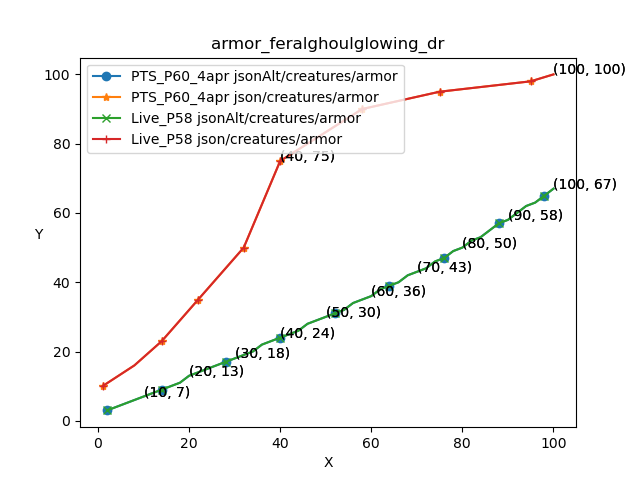 armor_feralghoulglowing_dr
PTS_P60_4apr jsonAlt/creatures/armor
PTS_P60_4apr json/creatures/armor
Live_P58 jsonAlt/creatures/armor
Live_P58 json/creatures/armor
(100, 100)
(40, 75)
(100, 67)
(90, 58)
(80, 50)
(70, 43)
(60, 36)
(50, 30)
(40, 24)
(30, 18)
(20, 13)
(10, 7)
100
80
60
40
20
0
Y
0 20 40 60 80 100
X